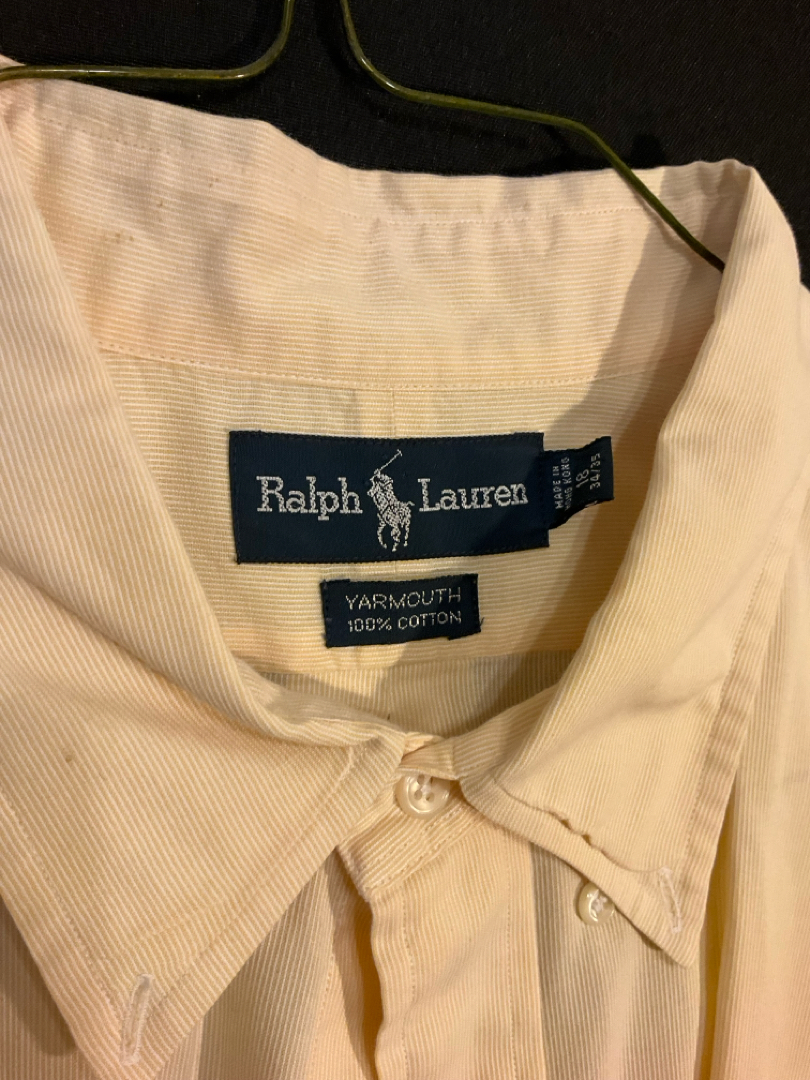 Ralph Lauren
MADE IN
HONG KONG
18
34/35
YARMOUTH
100% COTTON